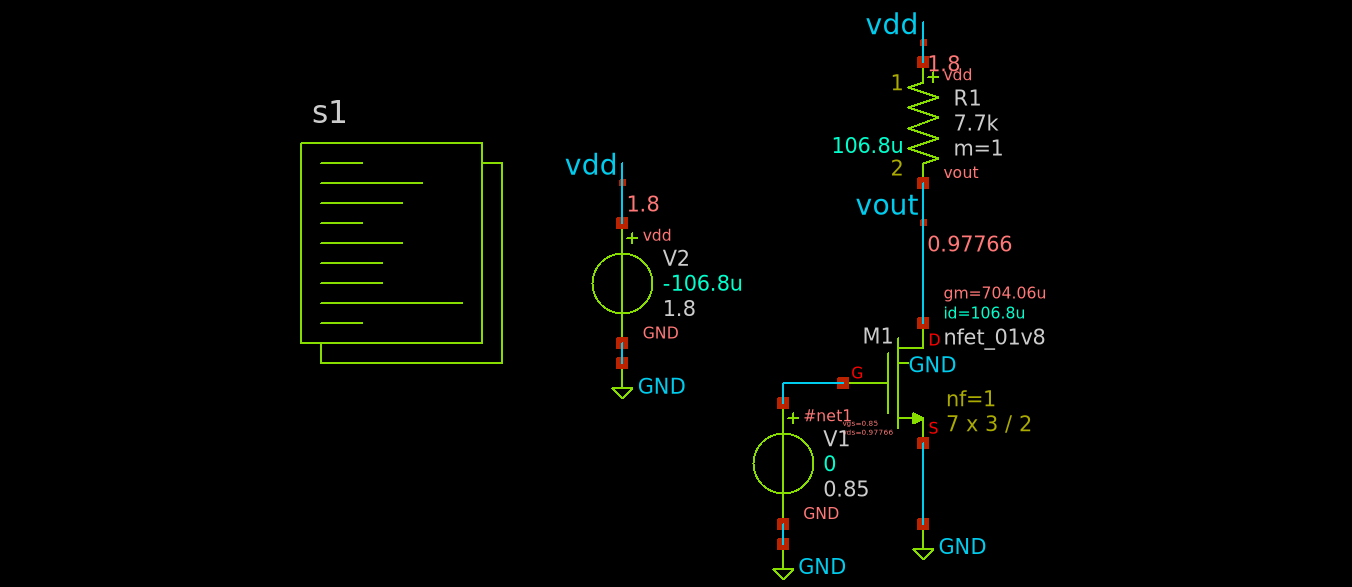 s1
vdd
1.8
vdd
V2
-106.8u
1.8
GND
GND
vdd
1.8
vdd
1
R1
7.7k
106.8u
m=1
2
vout
vout
0.97766
gm=704.06u
id=106.8u
M1
D
nfet_01v8
GND
G
nf=1
7 x 3 / 2
S
#net1
vgs=0.85
vds=0.97766
V1
0
0.85
GND
GND
GND